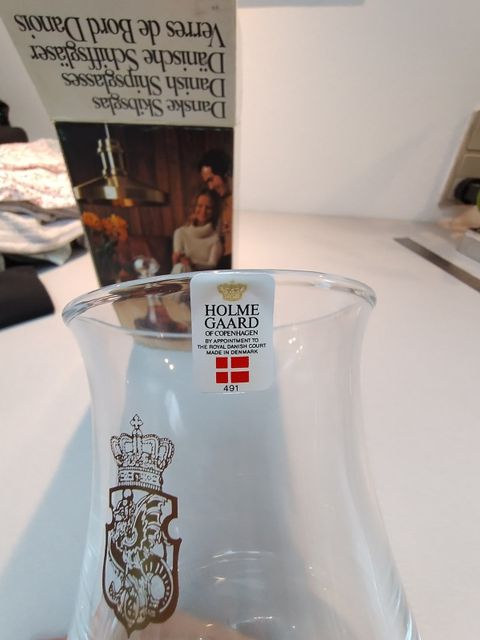 Danske Skibsglas
Danish Shipsglasses
Dänische Schiffsgläser
Verres de Bord Danois
HOLME
GAARD
OF COPENHAGEN
BY APPOINTMENT TO
THE ROYAL DANISH COURT
MADE IN DENMARK
491